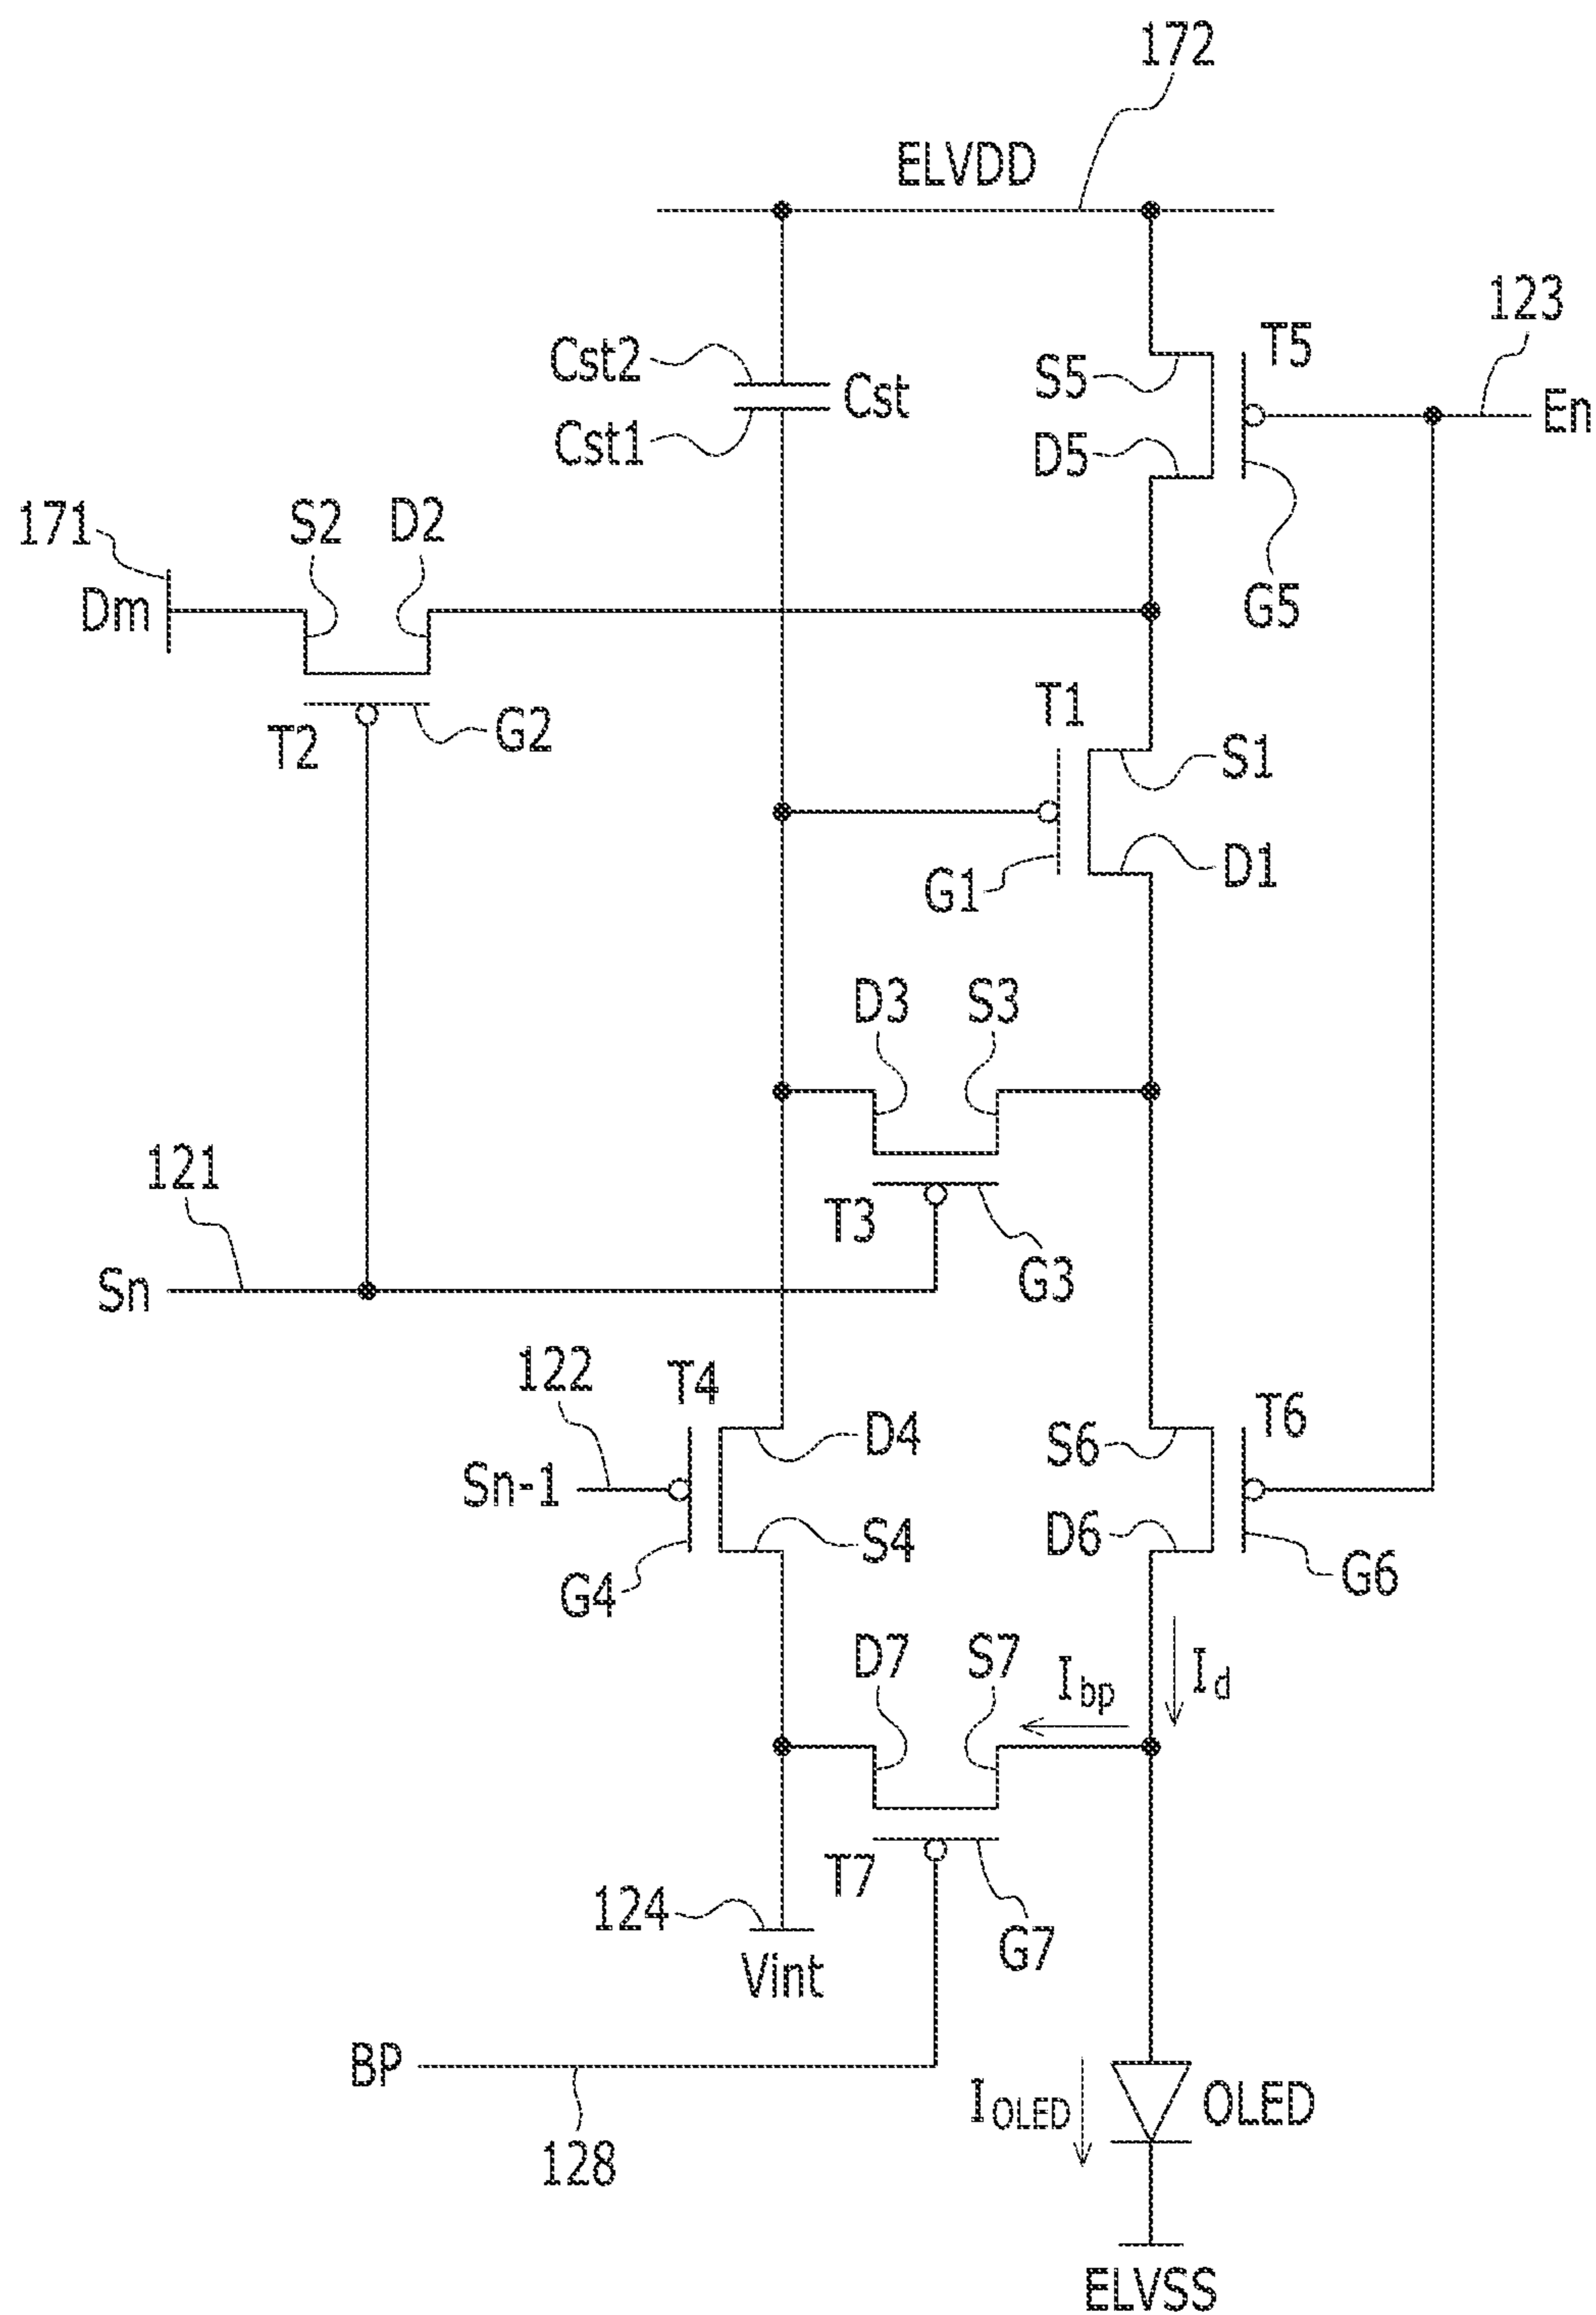 172
ELVDD
123
T5
Cst2
S5
Cst
En
Cst1
D5
171
S2
D2
Dm
G5
T1
T2
G2
S1
G1
D1
D3
S3
121
T3
G3
Sn
122
T4
T6
D4
S6
Sn-1
S4
D6
G4
G6
D7
S7
Ibp
Id
T7
124
G7
Vint
BP
IOLED
OLED
128
ELVSS